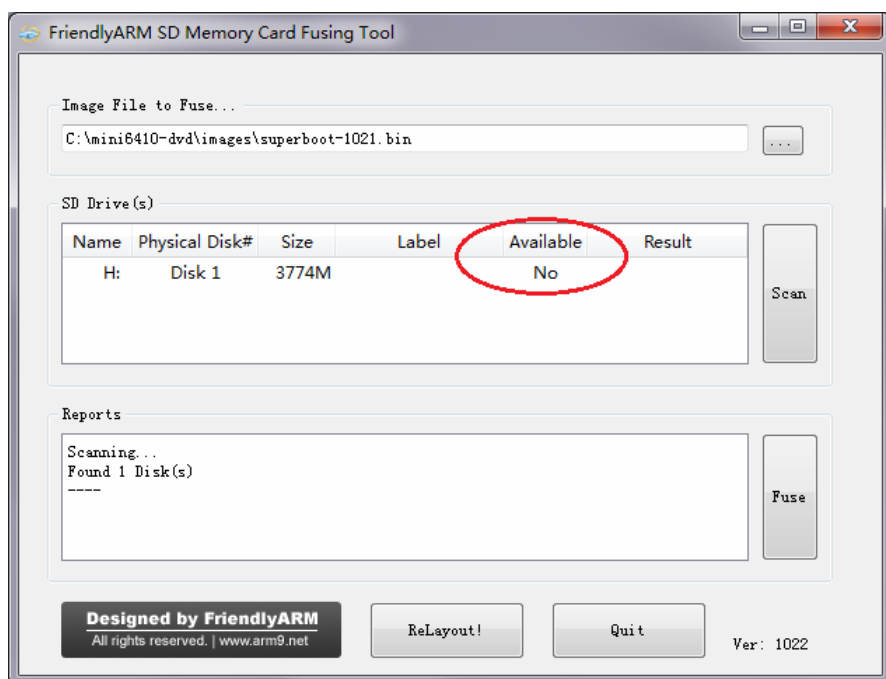 FriendlyARM SD Memory Card Fusing Tool
Image File to Fuse...
C:\mini6410-dvd\images\superboot-1021.bin
...
SD Drive(s)
Name Physical Disk# Size Label Available Result
H: Disk 1 3774M No
Scan
Reports
Scanning...
Found 1 Disk(s)
----
Fuse
Designed by FriendlyARM
All rights reserved. | www.arm9.net
ReLayout!
Quit
Ver: 1022